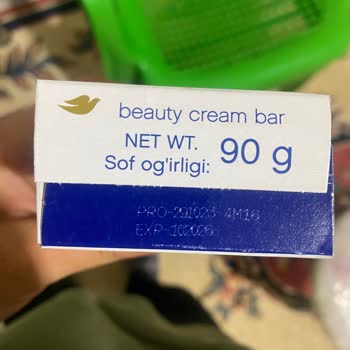 beauty cream bar
NET WT.
Sof og'irligi: 90 g
PRO-291023-4M16
EXP-102026